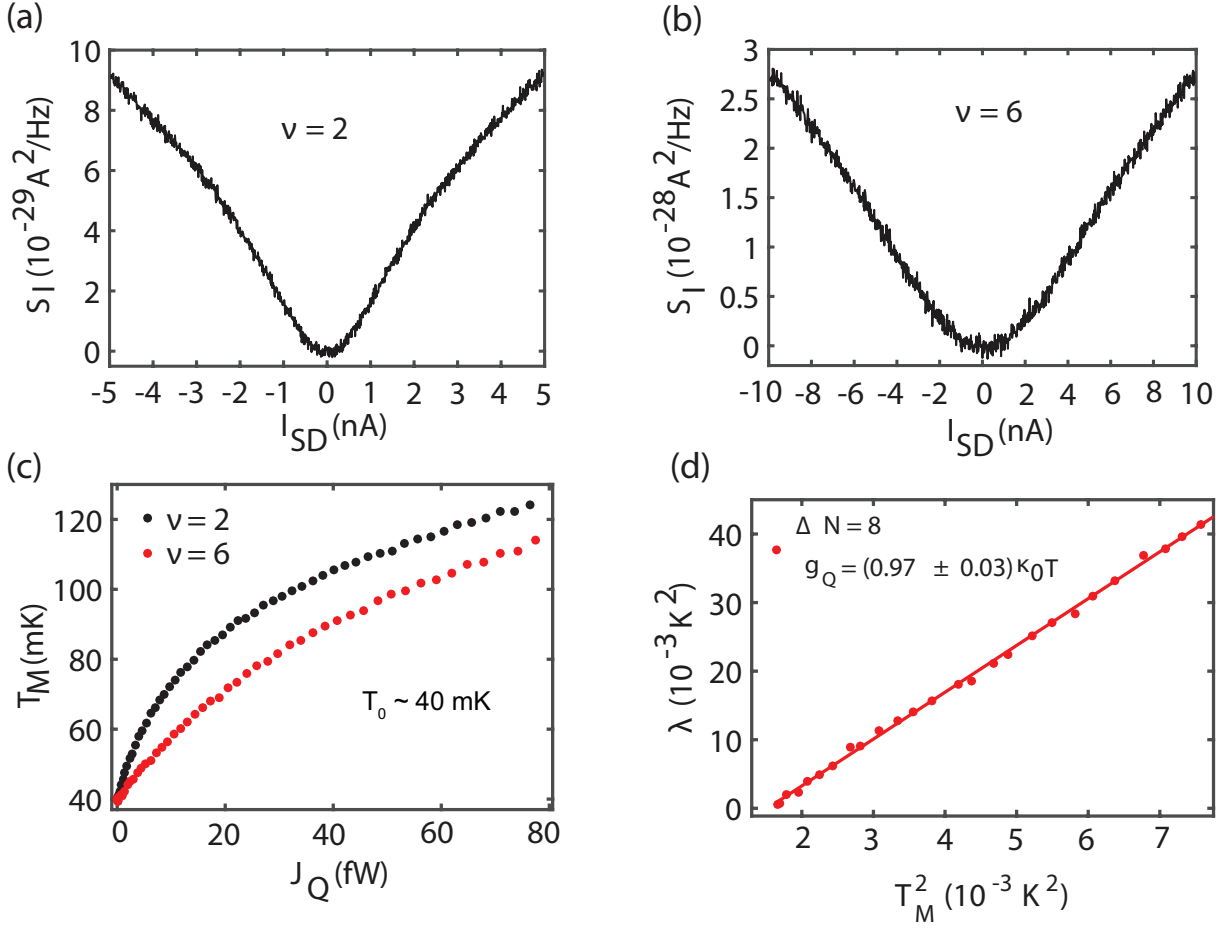 (a)
S_I (10^-29 A^2/Hz)
10
8
6
4
2
0
ν = 2
-5 -4 -3 -2 -1 0 1 2 3 4 5
I_SD (nA)
(b)
S_I (10^-28 A^2/Hz)
3
2.5
2
1.5
1
0.5
0
ν = 6
-10 -8 -6 -4 -2 0 2 4 6 8 10
I_SD (nA)
(c)
T_M (mK)
120
100
80
60
40
ν = 2
ν = 6
T_0 ~ 40 mK
0 20 40 60 80
J_Q (fW)
(d)
λ (10^-3 K^2)
40
30
20
10
0
Δ N = 8
g_Q = (0.97 ± 0.03) κ_0T
2 3 4 5 6 7
T_M^2 (10^-3 K^2)